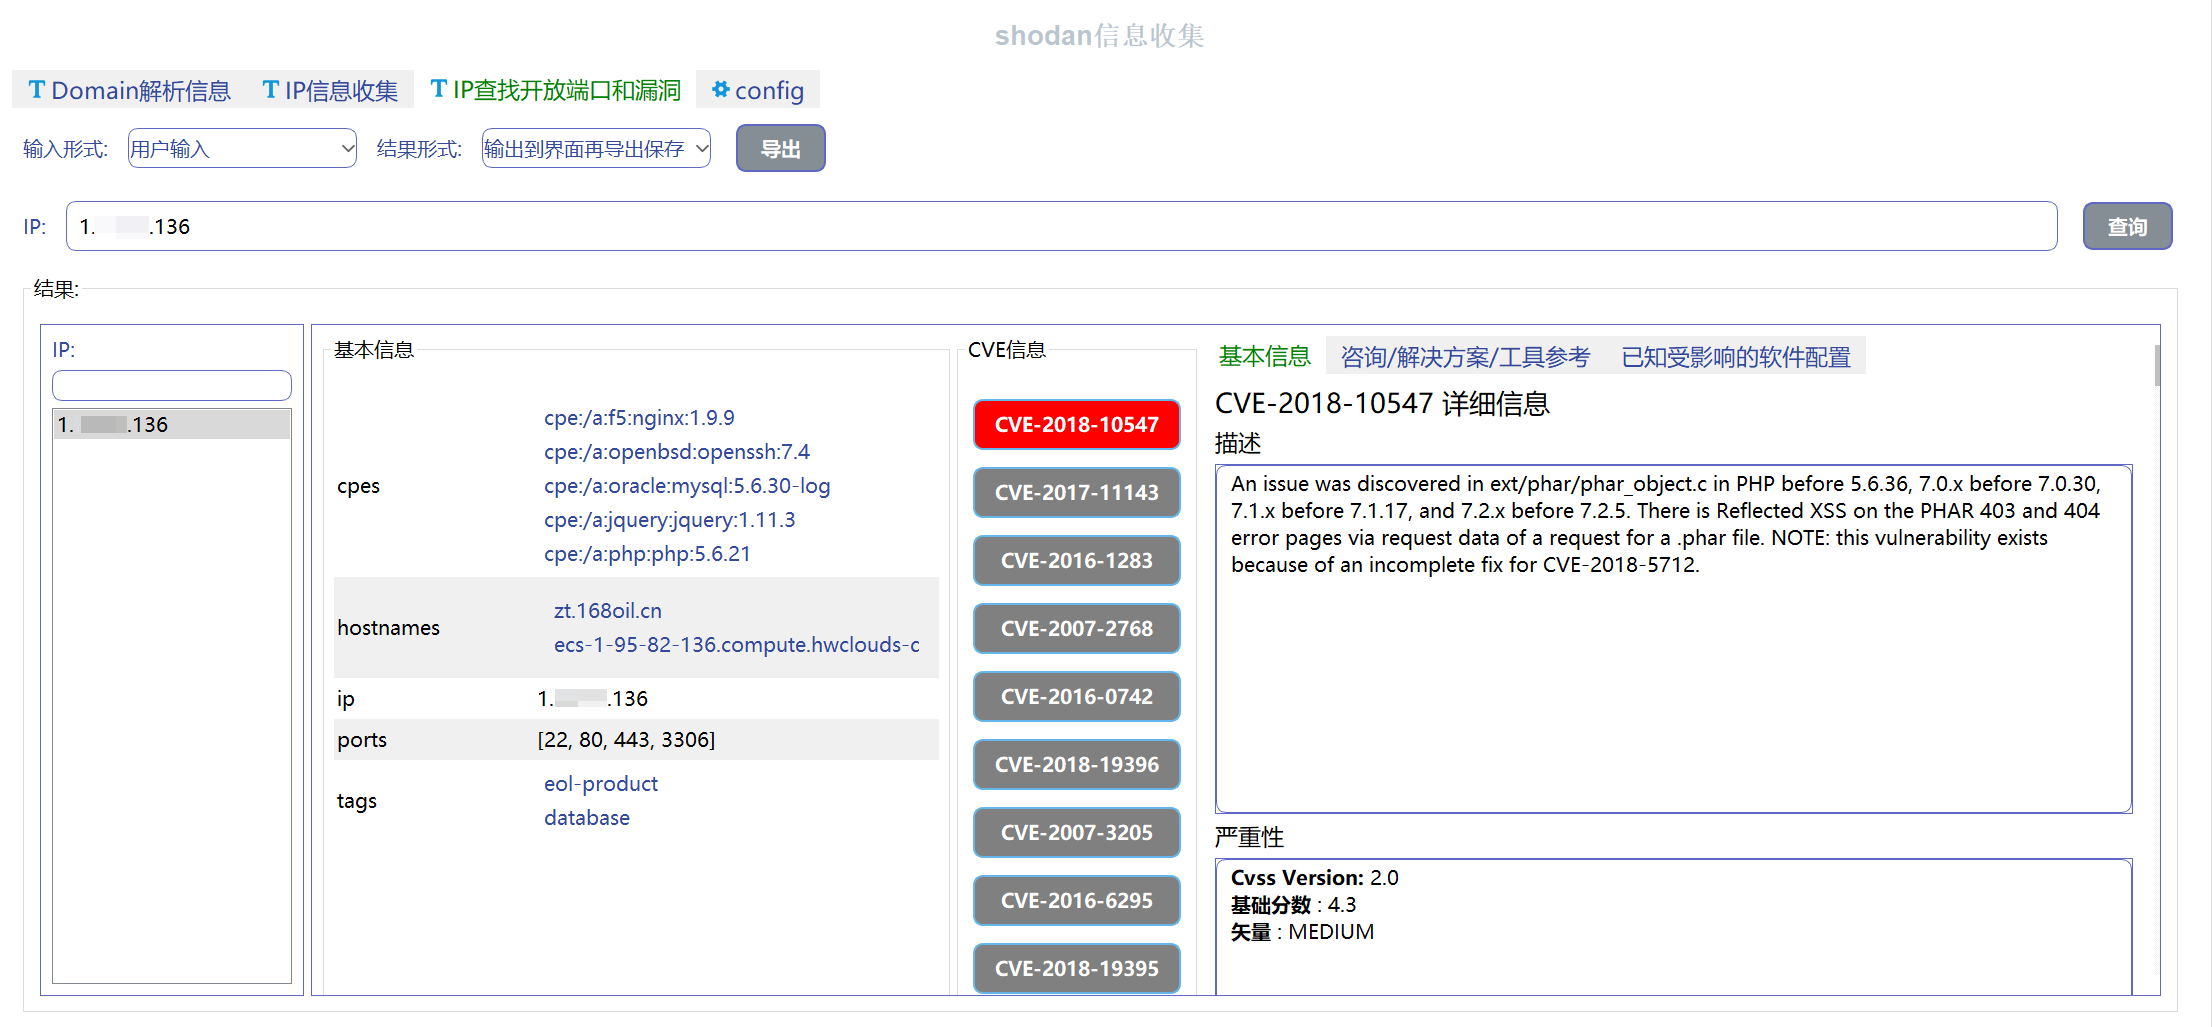 shodan信息收集
Domain解析信息 IP信息收集 IP查找开放端口和漏洞 config
输入形式: 用户输入 结果形式: 输出到界面再导出保存 导出
IP: 1. .136 查询
结果:
IP:
1. .136
基本信息
cpes
cpe:/a:f5:nginx:1.9.9
cpe:/a:openbsd:openssh:7.4
cpe:/a:oracle:mysql:5.6.30-log
cpe:/a:jquery:jquery:1.11.3
cpe:/a:php:php:5.6.21
hostnames
zt.168oil.cn
ecs-1-95-82-136.compute.hwclouds-c
ip 1. .136
ports [22, 80, 443, 3306]
tags
eol-product
database
CVE信息
CVE-2018-10547
CVE-2017-11143
CVE-2016-1283
CVE-2007-2768
CVE-2016-0742
CVE-2018-19396
CVE-2007-3205
CVE-2016-6295
CVE-2018-19395
基本信息 咨询/解决方案/工具参考 已知受影响的软件配置
CVE-2018-10547 详细信息
描述
An issue was discovered in ext/phar/phar_object.c in PHP before 5.6.36, 7.0.x before 7.0.30,
7.1.x before 7.1.17, and 7.2.x before 7.2.5. There is Reflected XSS on the PHAR 403 and 404
error pages via request data of a request for a .phar file. NOTE: this vulnerability exists
because of an incomplete fix for CVE-2018-5712.
严重性
Cvss Version: 2.0
基础分数 : 4.3
矢量 : MEDIUM